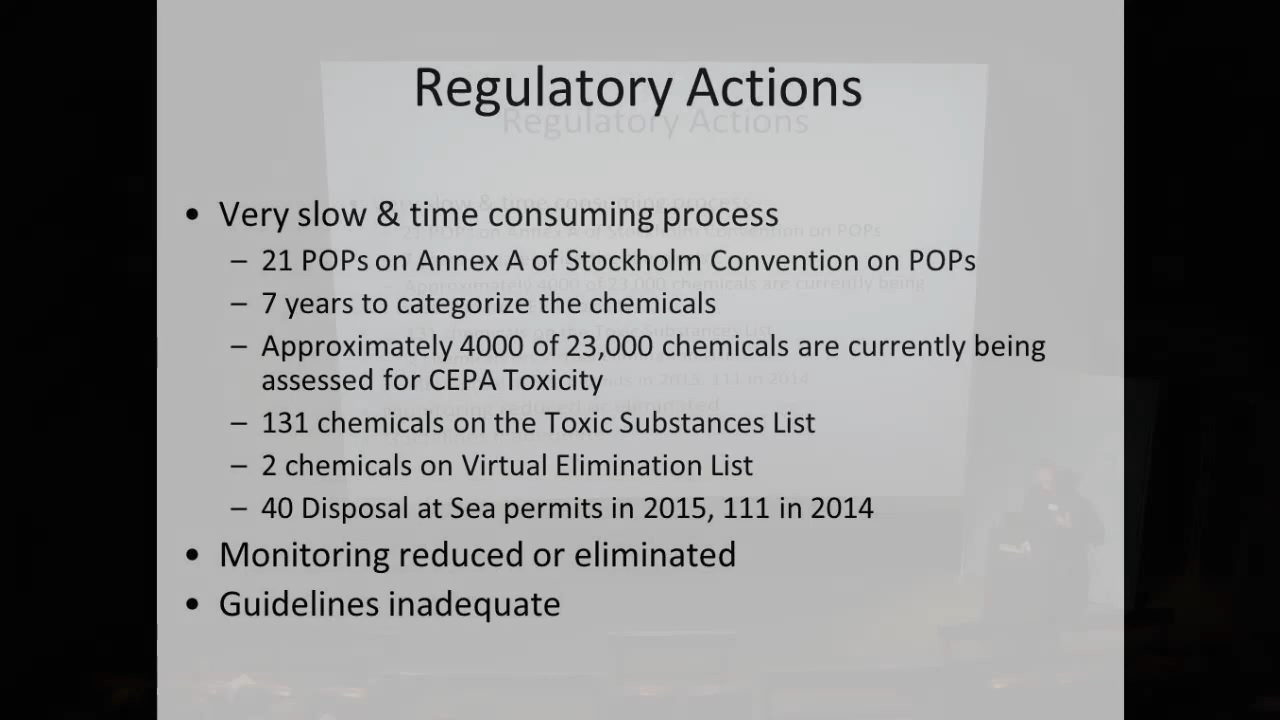 Regulatory Actions
• Very slow & time consuming process
– 21 POPs on Annex A of Stockholm Convention on POPs
– 7 years to categorize the chemicals
– Approximately 4000 of 23,000 chemicals are currently being
assessed for CEPA Toxicity
– 131 chemicals on the Toxic Substances List
– 2 chemicals on Virtual Elimination List
– 40 Disposal at Sea permits in 2015, 111 in 2014
• Monitoring reduced or eliminated
• Guidelines inadequate